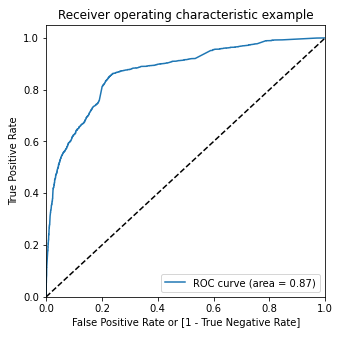 Receiver operating characteristic example
1.0
0.8
0.6
0.4
0.2
0.0
True Positive Rate
ROC curve (area = 0.87)
0.0 0.2 0.4 0.6 0.8 1.0
False Positive Rate or [1 - True Negative Rate]